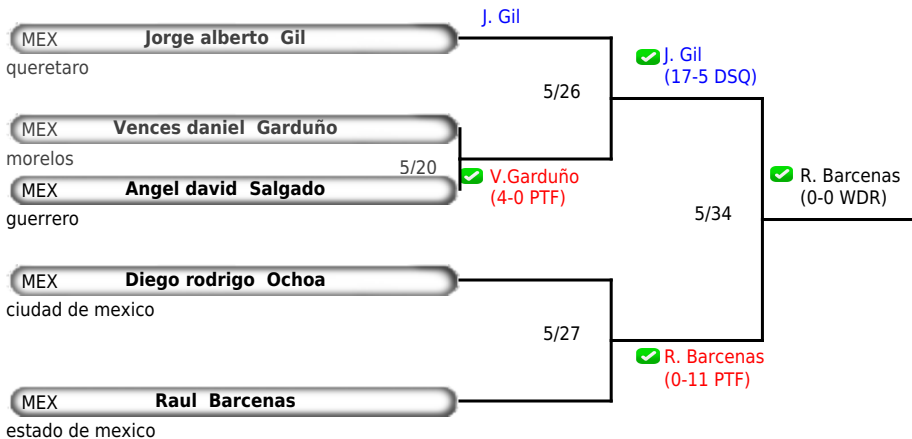 J. Gil
MEX Jorge alberto Gil
queretaro
J. Gil
(17-5 DSQ)
5/26
MEX Vences daniel Garduño
morelos
5/20
V.Garduño
(4-0 PTF)
MEX Angel david Salgado
guerrero
R. Barcenas
(0-0 WDR)
5/34
MEX Diego rodrigo Ochoa
ciudad de mexico
5/27
R. Barcenas
(0-11 PTF)
MEX Raul Barcenas
estado de mexico